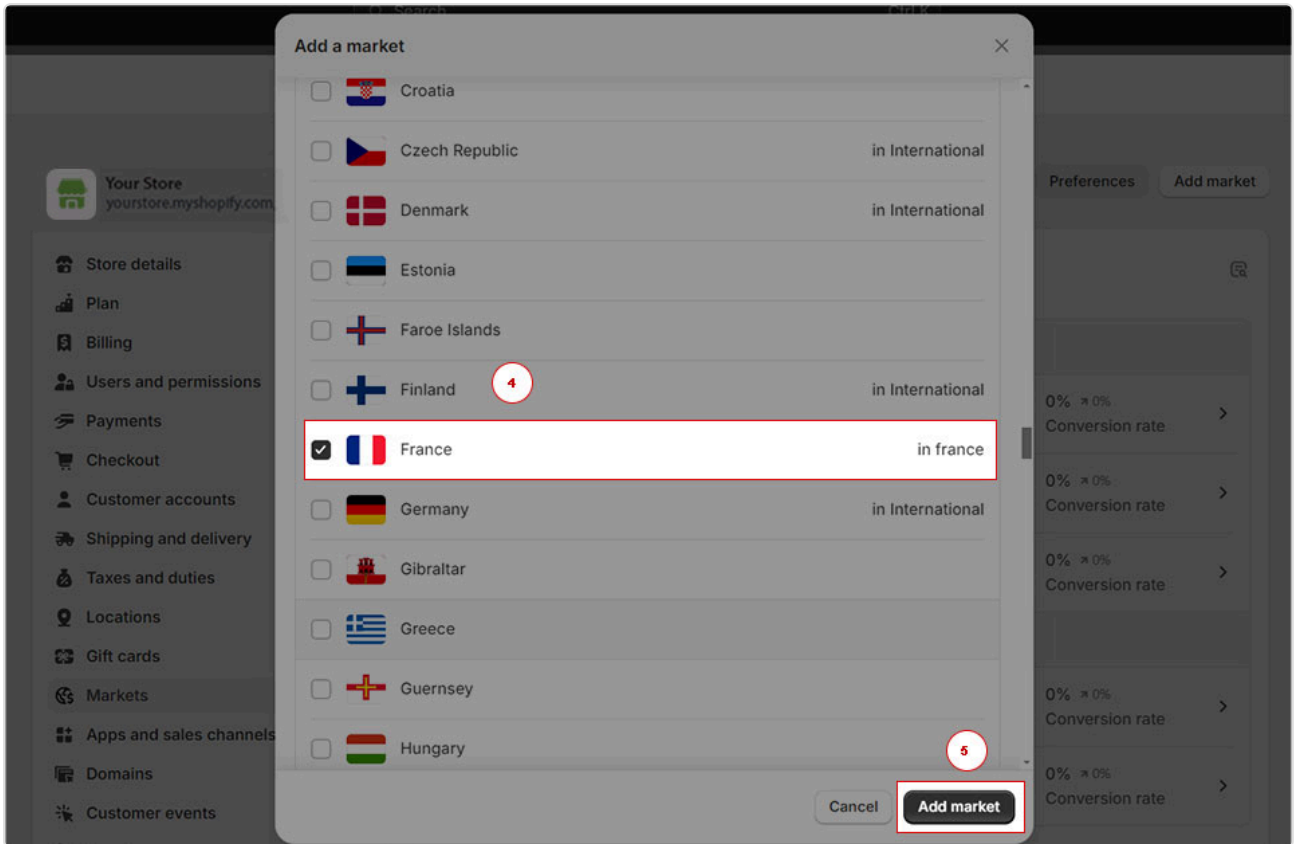 Search Ctrl K
Add a market
Croatia
Czech Republic in International
Denmark in International
Estonia
Faroe Islands
Finland in International
4
France in france
Germany in International
Gibraltar
Greece
Guernsey
Hungary
5
Cancel Add market
Your Store
yourstore.myshopify.com
Store details
Plan
Billing
Users and permissions
Payments
Checkout
Customer accounts
Shipping and delivery
Taxes and duties
Locations
Gift cards
Markets
Apps and sales channels
Domains
Customer events
Preferences Add market
0% 0%
Conversion rate
0% 0%
Conversion rate
0% 0%
Conversion rate
0% 0%
Conversion rate
0% 0%
Conversion rate